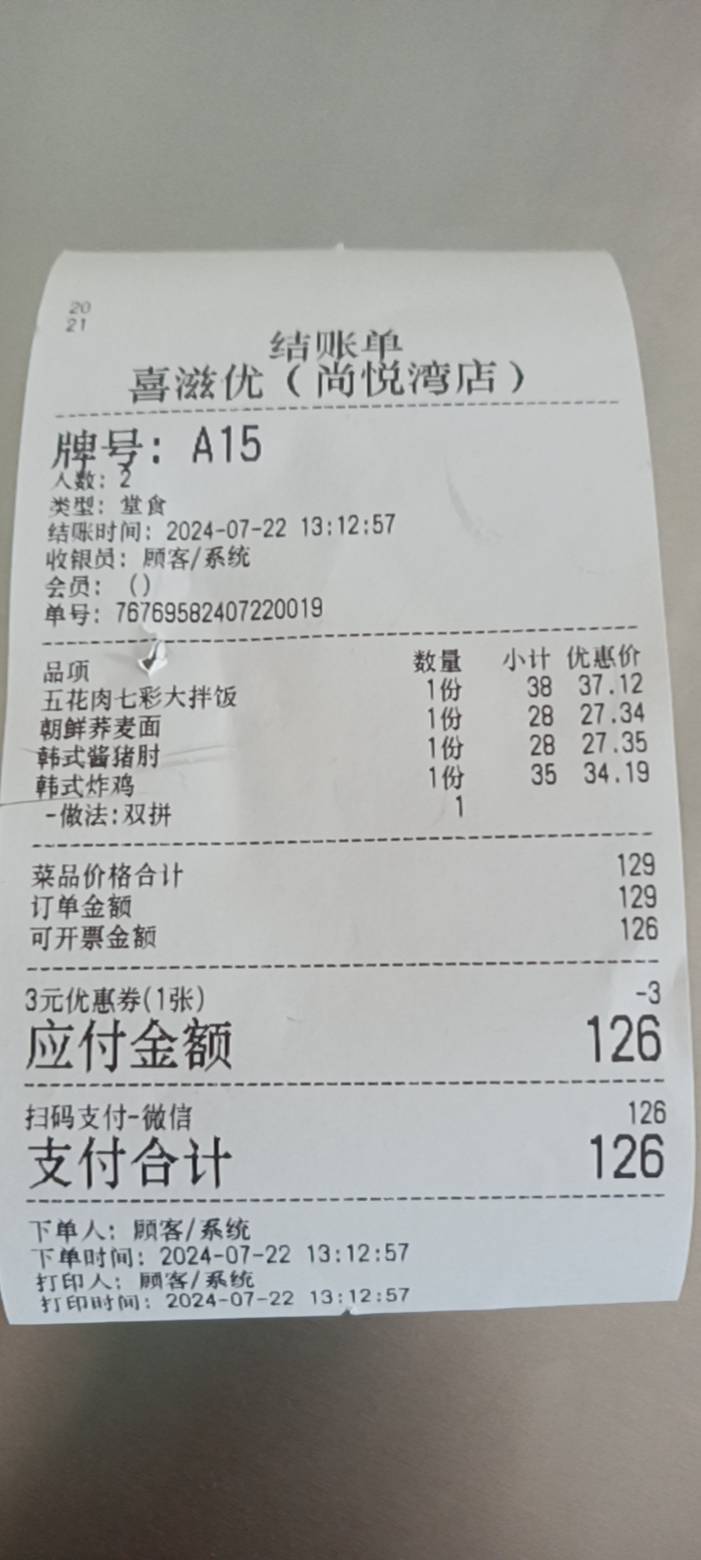 20
21
结账单
喜滋优（尚悦湾店）
牌号: A15
人数: 2
类型: 堂食
结账时间: 2024-07-22 13:12:57
收银员: 顾客/系统
会员: ()
单号: 76769582407220019
品项 数量 小计 优惠价
五花肉七彩大拌饭 1份 38 37.12
朝鲜荞麦面 1份 28 27.34
韩式酱猪肘 1份 28 27.35
韩式炸鸡 1份 35 34.19
-做法:双拼 1
菜品价格合计 129
订单金额 129
可开票金额 126
3元优惠券(1张) -3
应付金额 126
扫码支付-微信 126
支付合计 126
下单人: 顾客/系统
下单时间: 2024-07-22 13:12:57
打印人: 顾客/系统
打印时间: 2024-07-22 13:12:57